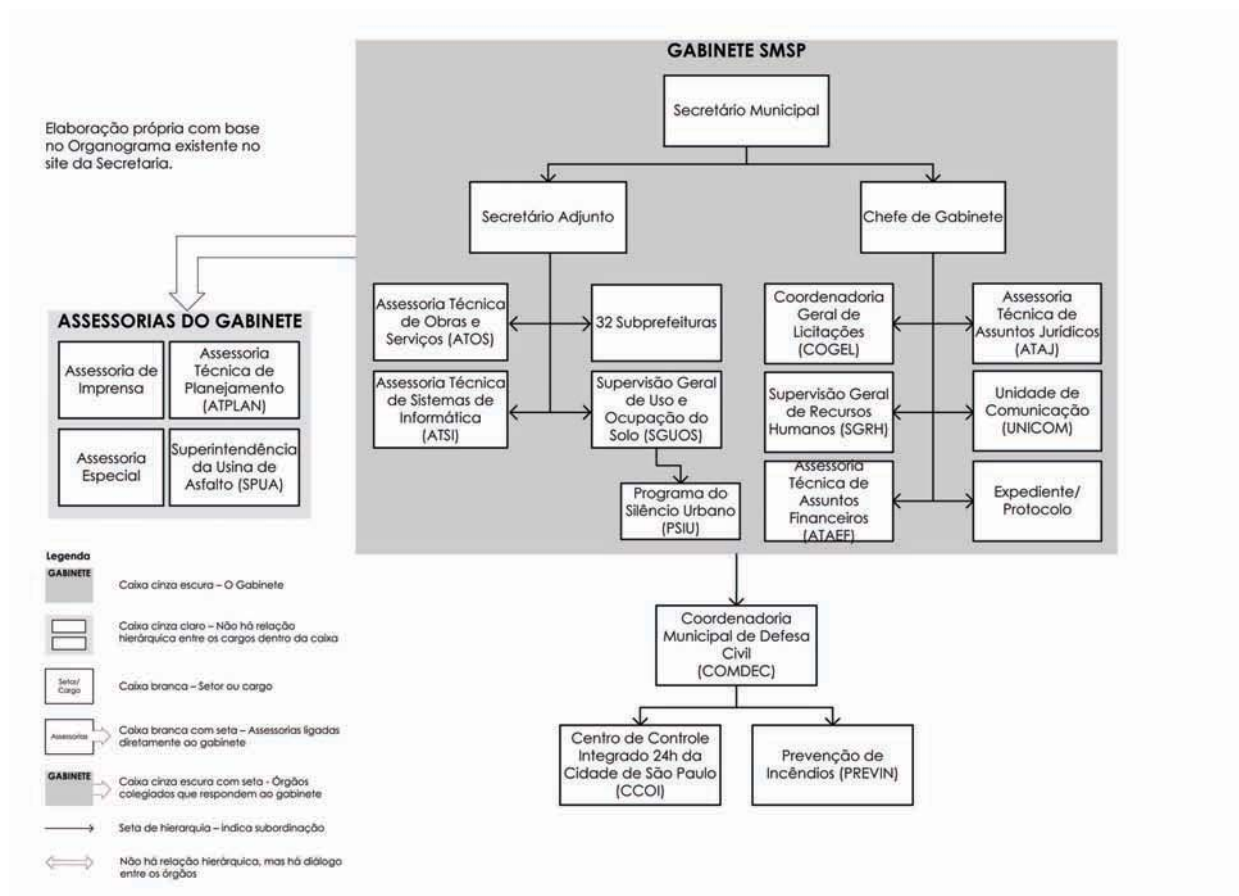 GABINETE SMSP
Secretário Municipal
Elaboração própria com base
no Organograma existente no
site da Secretaria.
Secretário Adjunto
Chefe de Gabinete
Assessoria Técnica
de Obras e
Serviços (ATOS)
32 Subprefeituras
Coordenadoria
Geral de
Licitações
(COGEL)
Assessoria
Técnica de
Assuntos Jurídicos
(ATAJ)
Assessoria Técnica
de Sistemas de
Informática
(ATSI)
Supervisão Geral
de Uso e
Ocupação do
Solo (SGUOS)
Supervisão Geral
de Recursos
Humanos (SGRH)
Unidade de
Comunicação
(UNICOM)
Programa do
Silêncio Urbano
(PSIU)
Assessoria
Técnica de
Assuntos
Financeiros
(ATAEF)
Expediente/
Protocolo
ASSESSORIAS DO GABINETE
Assessoria de
Imprensa
Assessoria
Técnica de
Planejamento
(ATPLAN)
Assessoria
Especial
Superintendência
da Usina de
Asfalto (SPUA)
Coordenadoria
Municipal de Defesa
Civil
(COMDEC)
Centro de Controle
Integrado 24h da
Cidade de São Paulo
(CCOI)
Prevenção de
Incêndios (PREVIN)
Legenda
GABINETE
Caixa cinza escura – O Gabinete
Caixa cinza claro – Não há relação
hierárquica entre os cargos dentro da caixa
Setor/
Cargo
Caixa branca – Setor ou cargo
Assessorias
Caixa branca com seta – Assessorias ligadas
diretamente ao gabinete
GABINETE
Caixa cinza escura com seta - Órgãos
colegiados que respondem ao gabinete
Seta de hierarquia – indica subordinação
Não há relação hierárquica, mas há diálogo
entre os órgãos